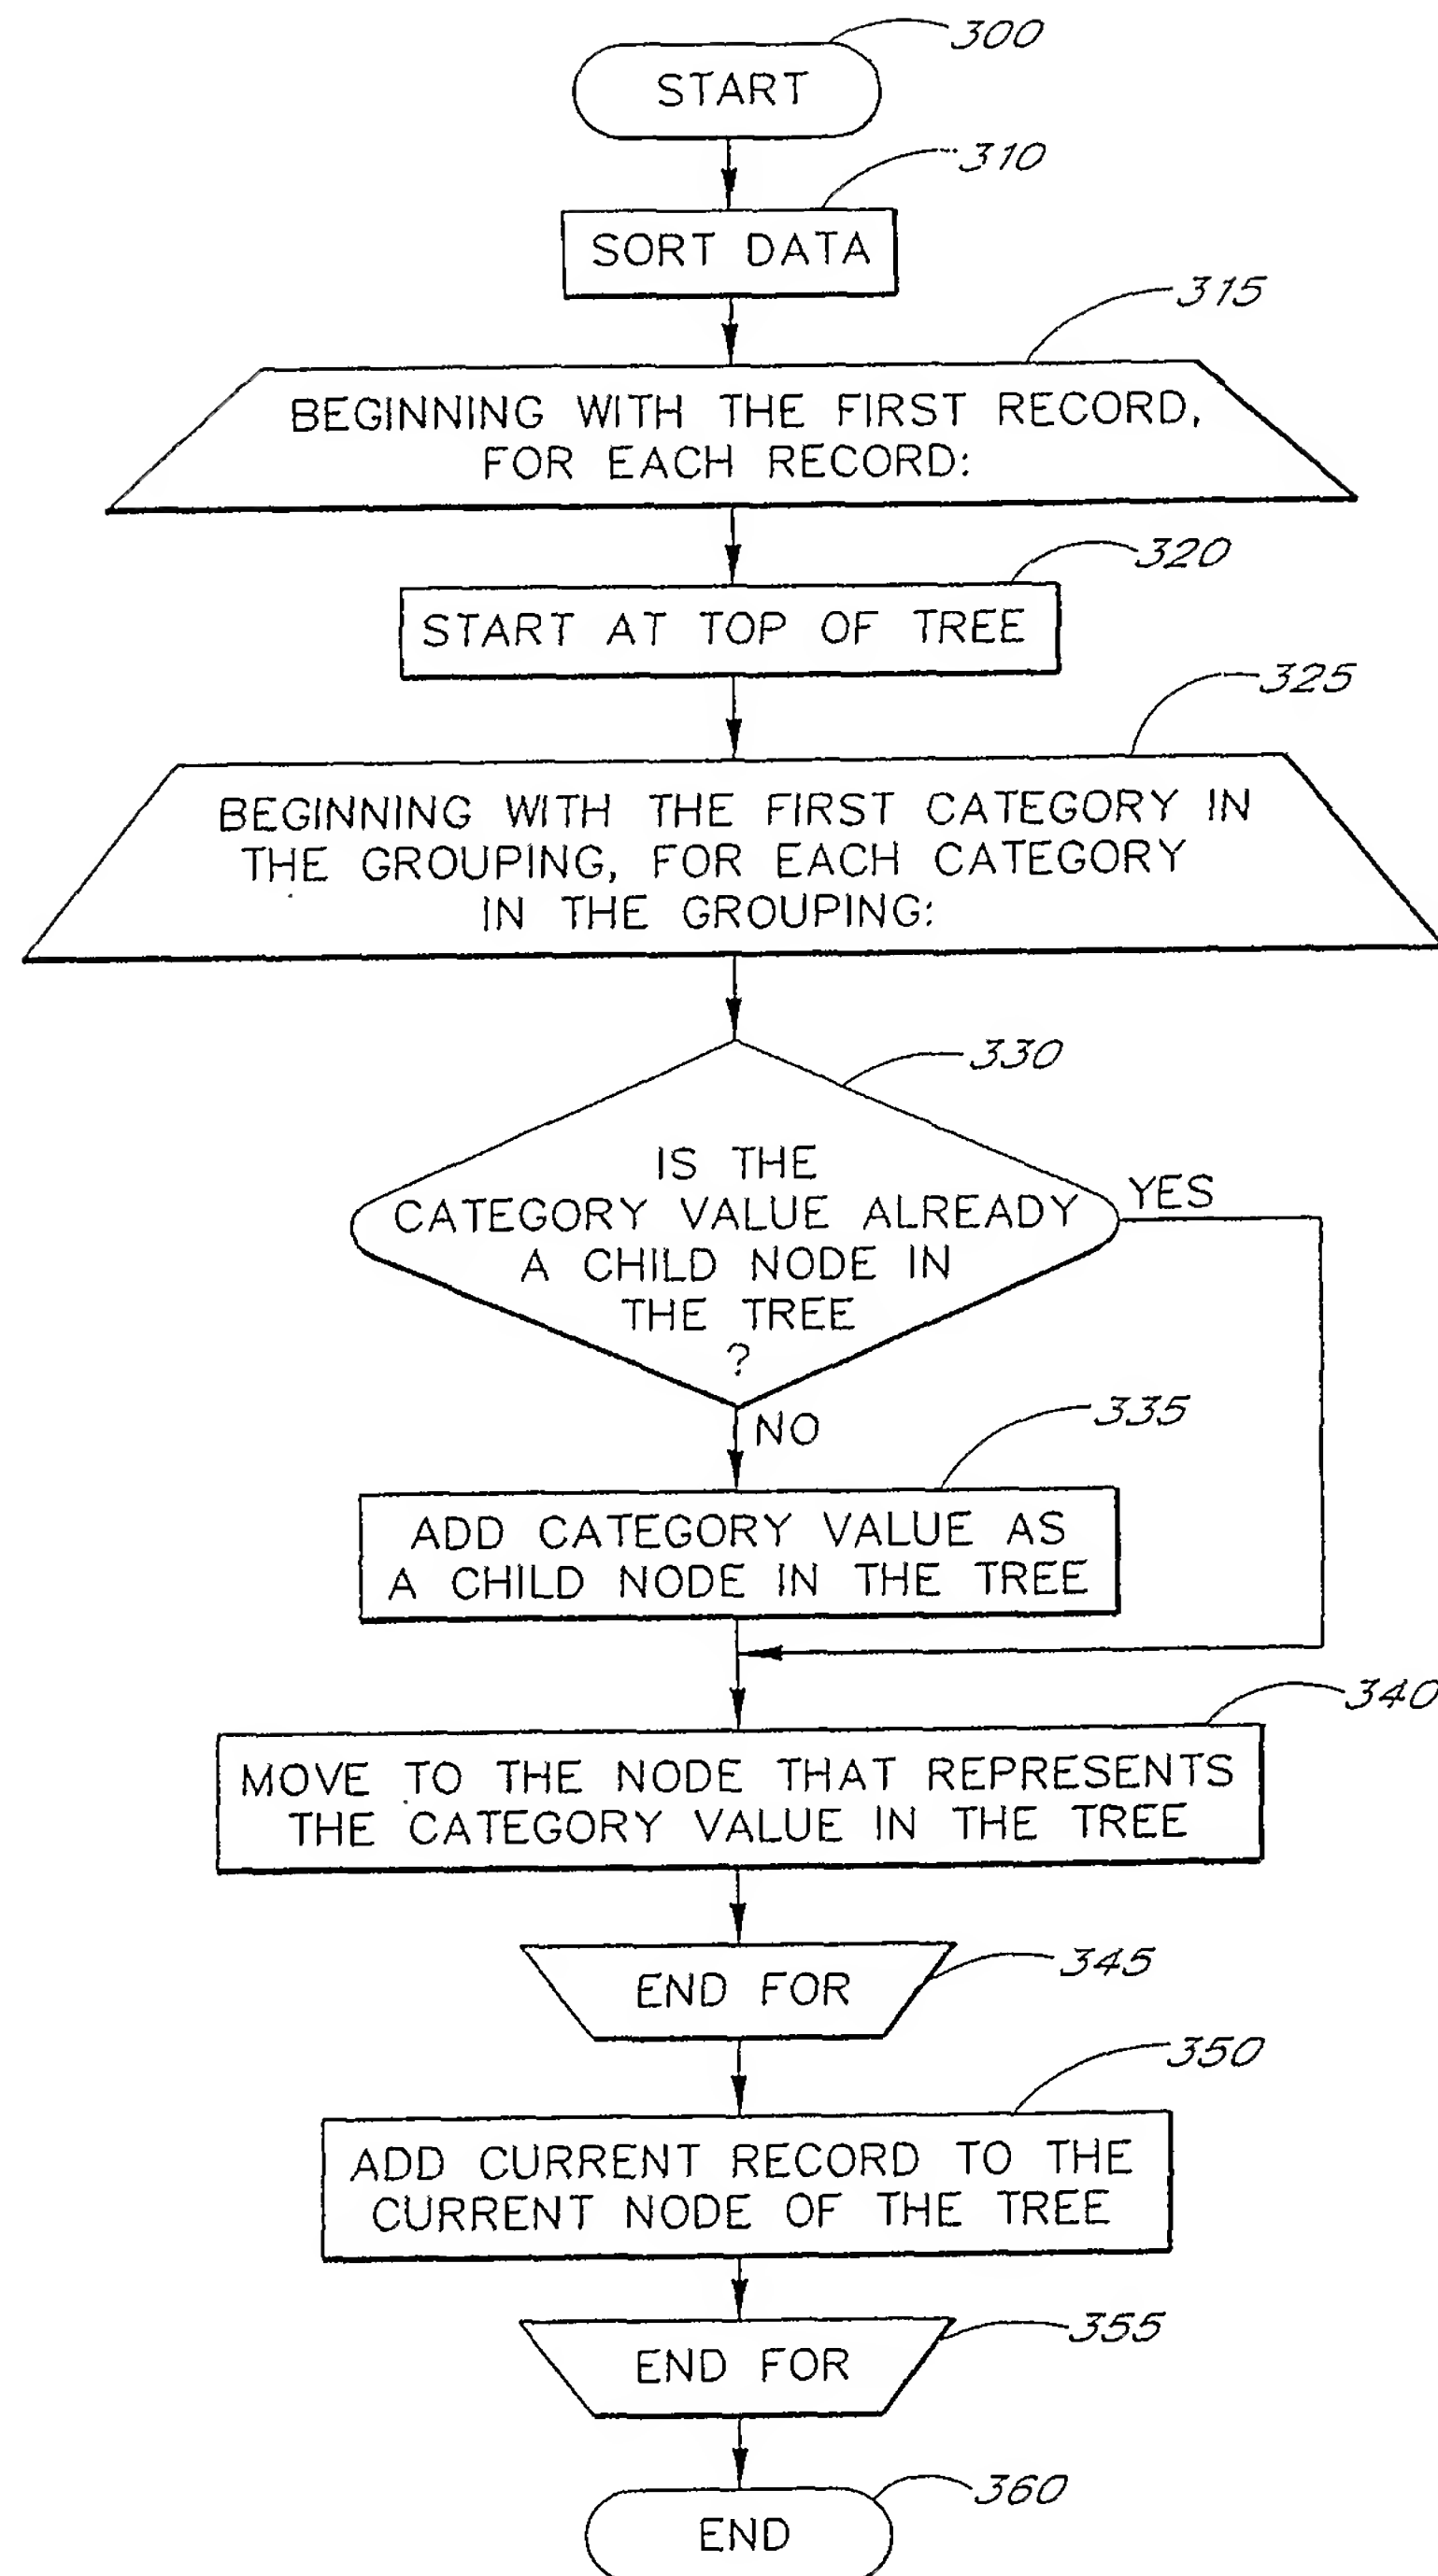 300
START
310
SORT DATA
315
BEGINNING WITH THE FIRST RECORD,
FOR EACH RECORD:
320
START AT TOP OF TREE
325
BEGINNING WITH THE FIRST CATEGORY IN
THE GROUPING, FOR EACH CATEGORY
IN THE GROUPING:
330
IS THE
CATEGORY VALUE ALREADY
A CHILD NODE IN
THE TREE
?
YES
NO
335
ADD CATEGORY VALUE AS
A CHILD NODE IN THE TREE
340
MOVE TO THE NODE THAT REPRESENTS
THE CATEGORY VALUE IN THE TREE
END FOR
345
350
ADD CURRENT RECORD TO THE
CURRENT NODE OF THE TREE
355
END FOR
360
END